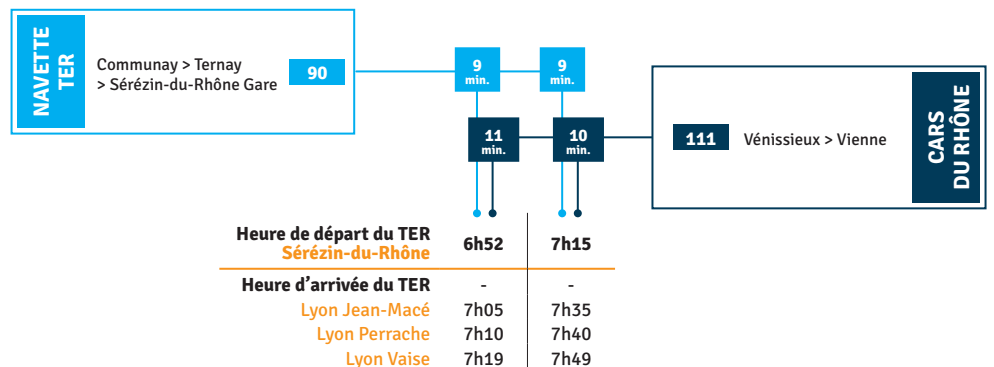 NAVETTE
TER
Communay > Ternay
> Sérézin-du-Rhône Gare
90
9
min.
9
min.
11
min.
10
min.
111
Vénissieux > Vienne
CARS
DU RHÔNE
Heure de départ du TER
Sérézin-du-Rhône
6h52
7h15
Heure d'arrivée du TER - -
Lyon Jean-Macé 7h05 7h35
Lyon Perrache 7h10 7h40
Lyon Vaise 7h19 7h49